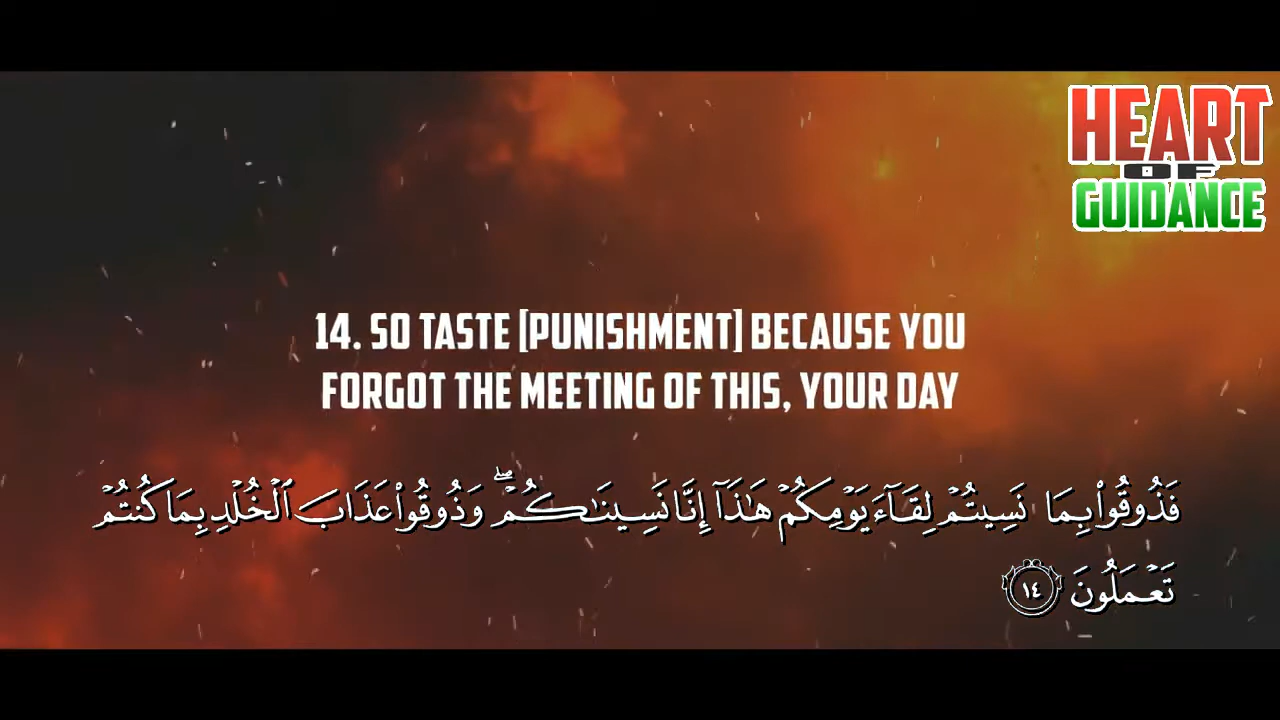 HEART
OF
GUIDANCE
14. SO TASTE [PUNISHMENT] BECAUSE YOU
FORGOT THE MEETING OF THIS, YOUR DAY
فَذُوقُوا۟ بِمَا نَسِيتُمْ لِقَآءَ يَوْمِكُمْ هَٰذَآ إِنَّا نَسِينَٰكُمْ ۖ وَذُوقُوا۟ عَذَابَ ٱلْخُلْدِ بِمَا كُنتُمْ
تَعْمَلُونَ ١٤